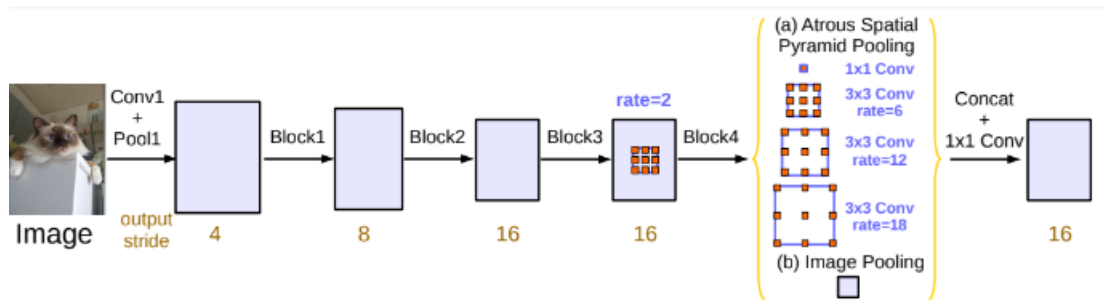 Image
Conv1
+
Pool1
output
stride
4
Block1
8
Block2
16
Block3
rate=2
16
Block4
(a) Atrous Spatial
Pyramid Pooling
1x1 Conv
3x3 Conv
rate=6
3x3 Conv
rate=12
3x3 Conv
rate=18
(b) Image Pooling
Concat
+
1x1 Conv
16